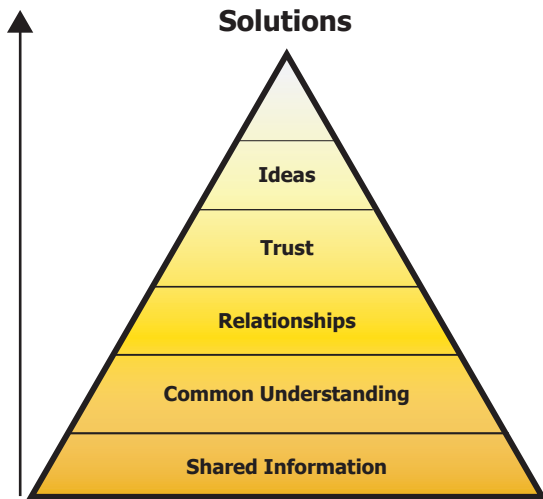 Solutions
Ideas
Trust
Relationships
Common Understanding
Shared Information